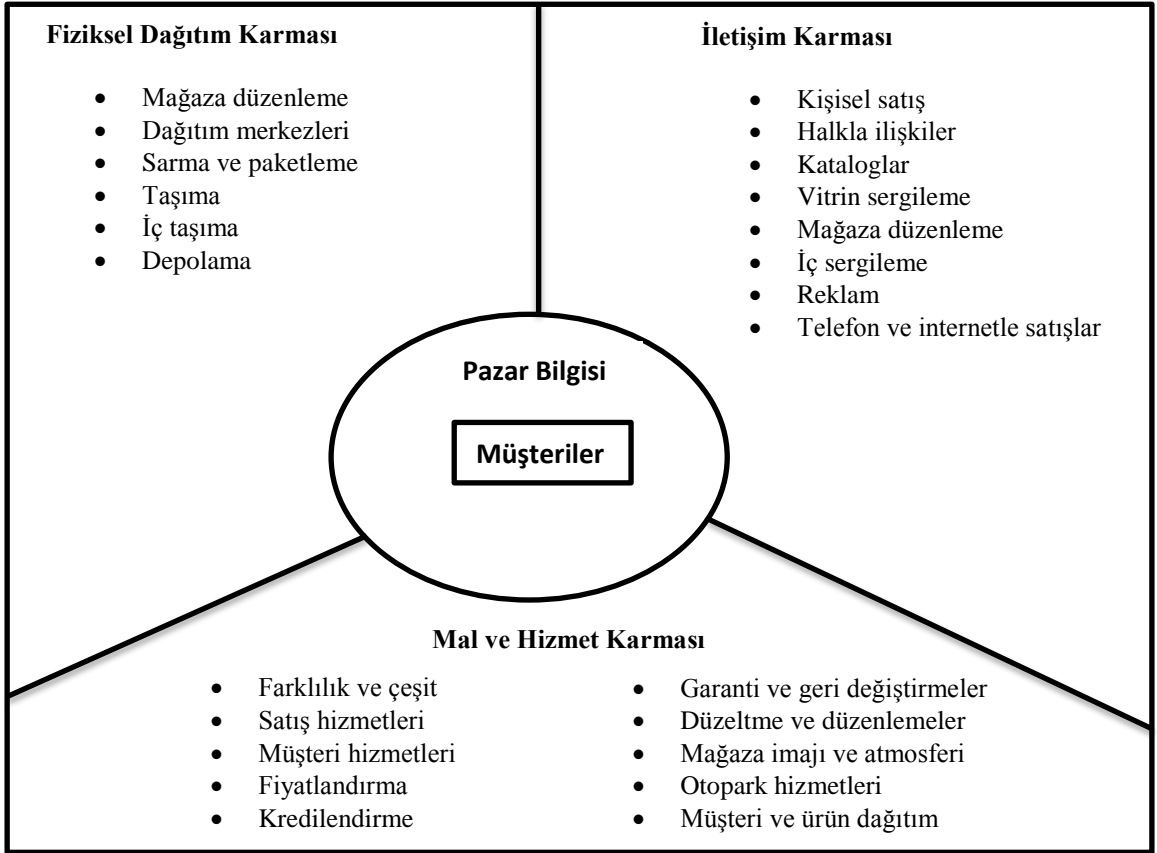 Fiziksel Dağıtım Karması
• Mağaza düzenleme
• Dağıtım merkezleri
• Sarma ve paketleme
• Taşıma
• İç taşıma
• Depolama
İletişim Karması
• Kişisel satış
• Halkla ilişkiler
• Kataloglar
• Vitrin sergileme
• Mağaza düzenleme
• İç sergileme
• Reklam
• Telefon ve internetle satışlar
Pazar Bilgisi
Müşteriler
Mal ve Hizmet Karması
• Farklılık ve çeşit
• Satış hizmetleri
• Müşteri hizmetleri
• Fiyatlandırma
• Kredilendirme
• Garanti ve geri değiştirmeler
• Düzeltme ve düzenlemeler
• Mağaza imajı ve atmosferi
• Otopark hizmetleri
• Müşteri ve ürün dağıtım